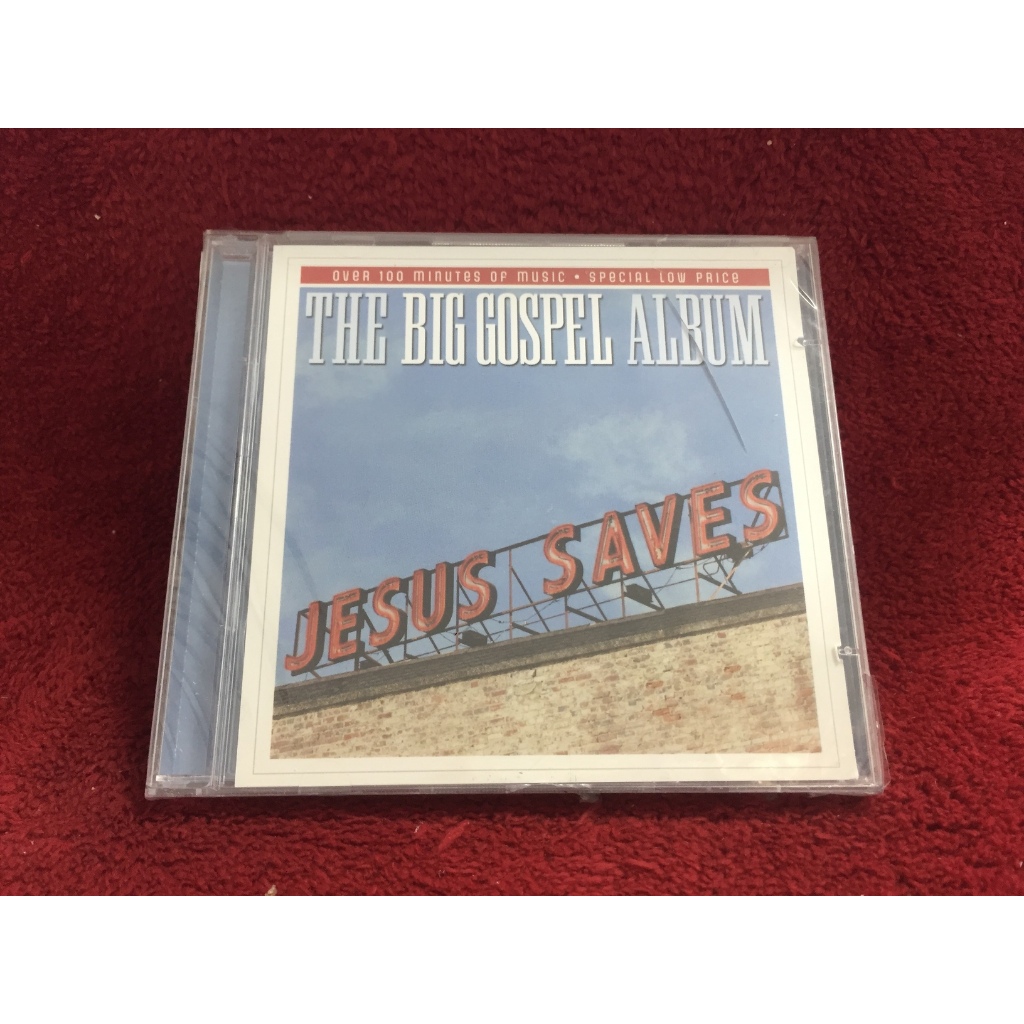 OVER 100 MINUTES OF MUSIC • SPECIAL LOW PRICE
THE BIG GOSPEL ALBUM
JESUS SAVES